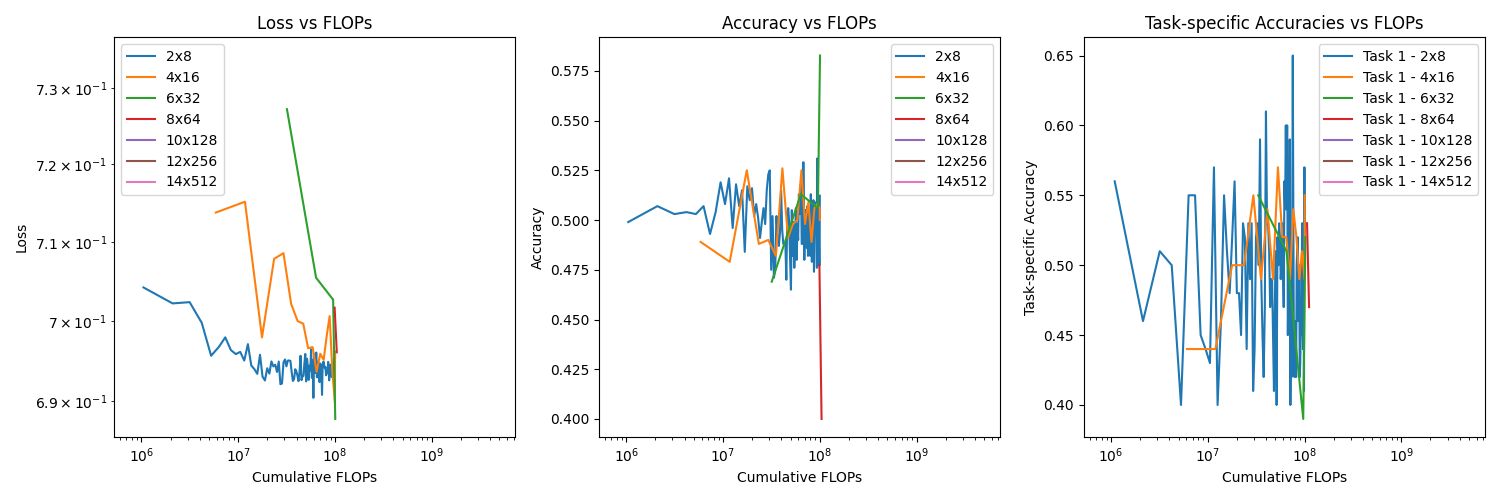 Loss vs FLOPs
7.3 × 10⁻¹
7.2 × 10⁻¹
7.1 × 10⁻¹
7 × 10⁻¹
6.9 × 10⁻¹
Loss
2x8
4x16
6x32
8x64
10x128
12x256
14x512
10⁶
10⁷
10⁸
10⁹
Cumulative FLOPs
Accuracy vs FLOPs
0.575
0.550
0.525
0.500
0.475
0.450
0.425
0.400
Accuracy
2x8
4x16
6x32
8x64
10x128
12x256
14x512
10⁶
10⁷
10⁸
10⁹
Cumulative FLOPs
Task-specific Accuracies vs FLOPs
0.65
0.60
0.55
0.50
0.45
0.40
Task-specific Accuracy
Task 1 - 2x8
Task 1 - 4x16
Task 1 - 6x32
Task 1 - 8x64
Task 1 - 10x128
Task 1 - 12x256
Task 1 - 14x512
10⁶
10⁷
10⁸
10⁹
Cumulative FLOPs